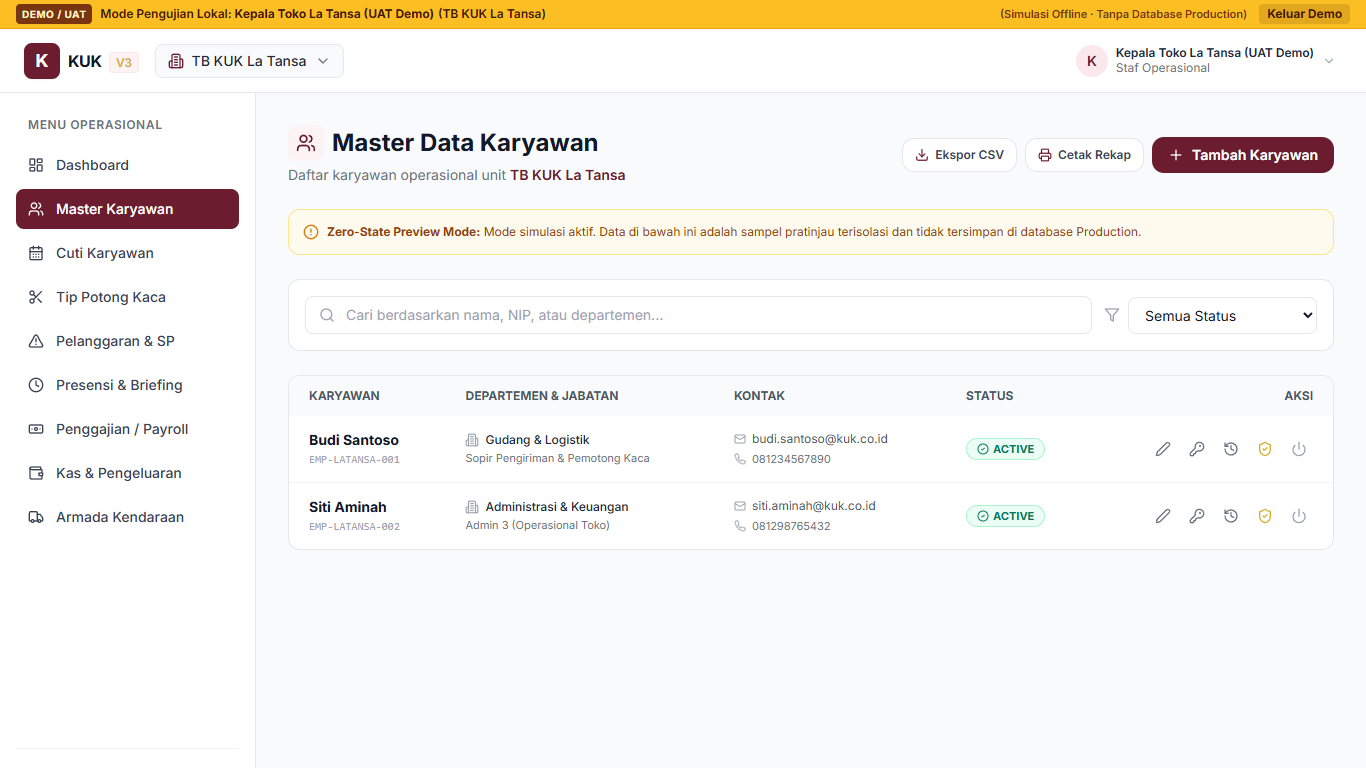 DEMO / UAT Mode Pengujian Lokal: Kepala Toko La Tansa (UAT Demo) (TB KUK La Tansa) (Simulasi Offline · Tanpa Database Production) Keluar Demo
K KUK V3 TB KUK La Tansa K Kepala Toko La Tansa (UAT Demo)
Staf Operasional
MENU OPERASIONAL
Dashboard
Master Karyawan
Cuti Karyawan
Tip Potong Kaca
Pelanggaran & SP
Presensi & Briefing
Penggajian / Payroll
Kas & Pengeluaran
Armada Kendaraan
Master Data Karyawan
Daftar karyawan operasional unit TB KUK La Tansa
Ekspor CSV Cetak Rekap + Tambah Karyawan
Zero-State Preview Mode: Mode simulasi aktif. Data di bawah ini adalah sampel pratinjau terisolasi dan tidak tersimpan di database Production.
Cari berdasarkan nama, NIP, atau departemen... Semua Status
KARYAWAN DEPARTEMEN & JABATAN KONTAK STATUS AKSI
Budi Santoso Gudang & Logistik budi.santoso@kuk.co.id ACTIVE
EMP-LATANSA-001 Sopir Pengiriman & Pemotong Kaca 081234567890
Siti Aminah Administrasi & Keuangan siti.aminah@kuk.co.id ACTIVE
EMP-LATANSA-002 Admin 3 (Operasional Toko) 081298765432